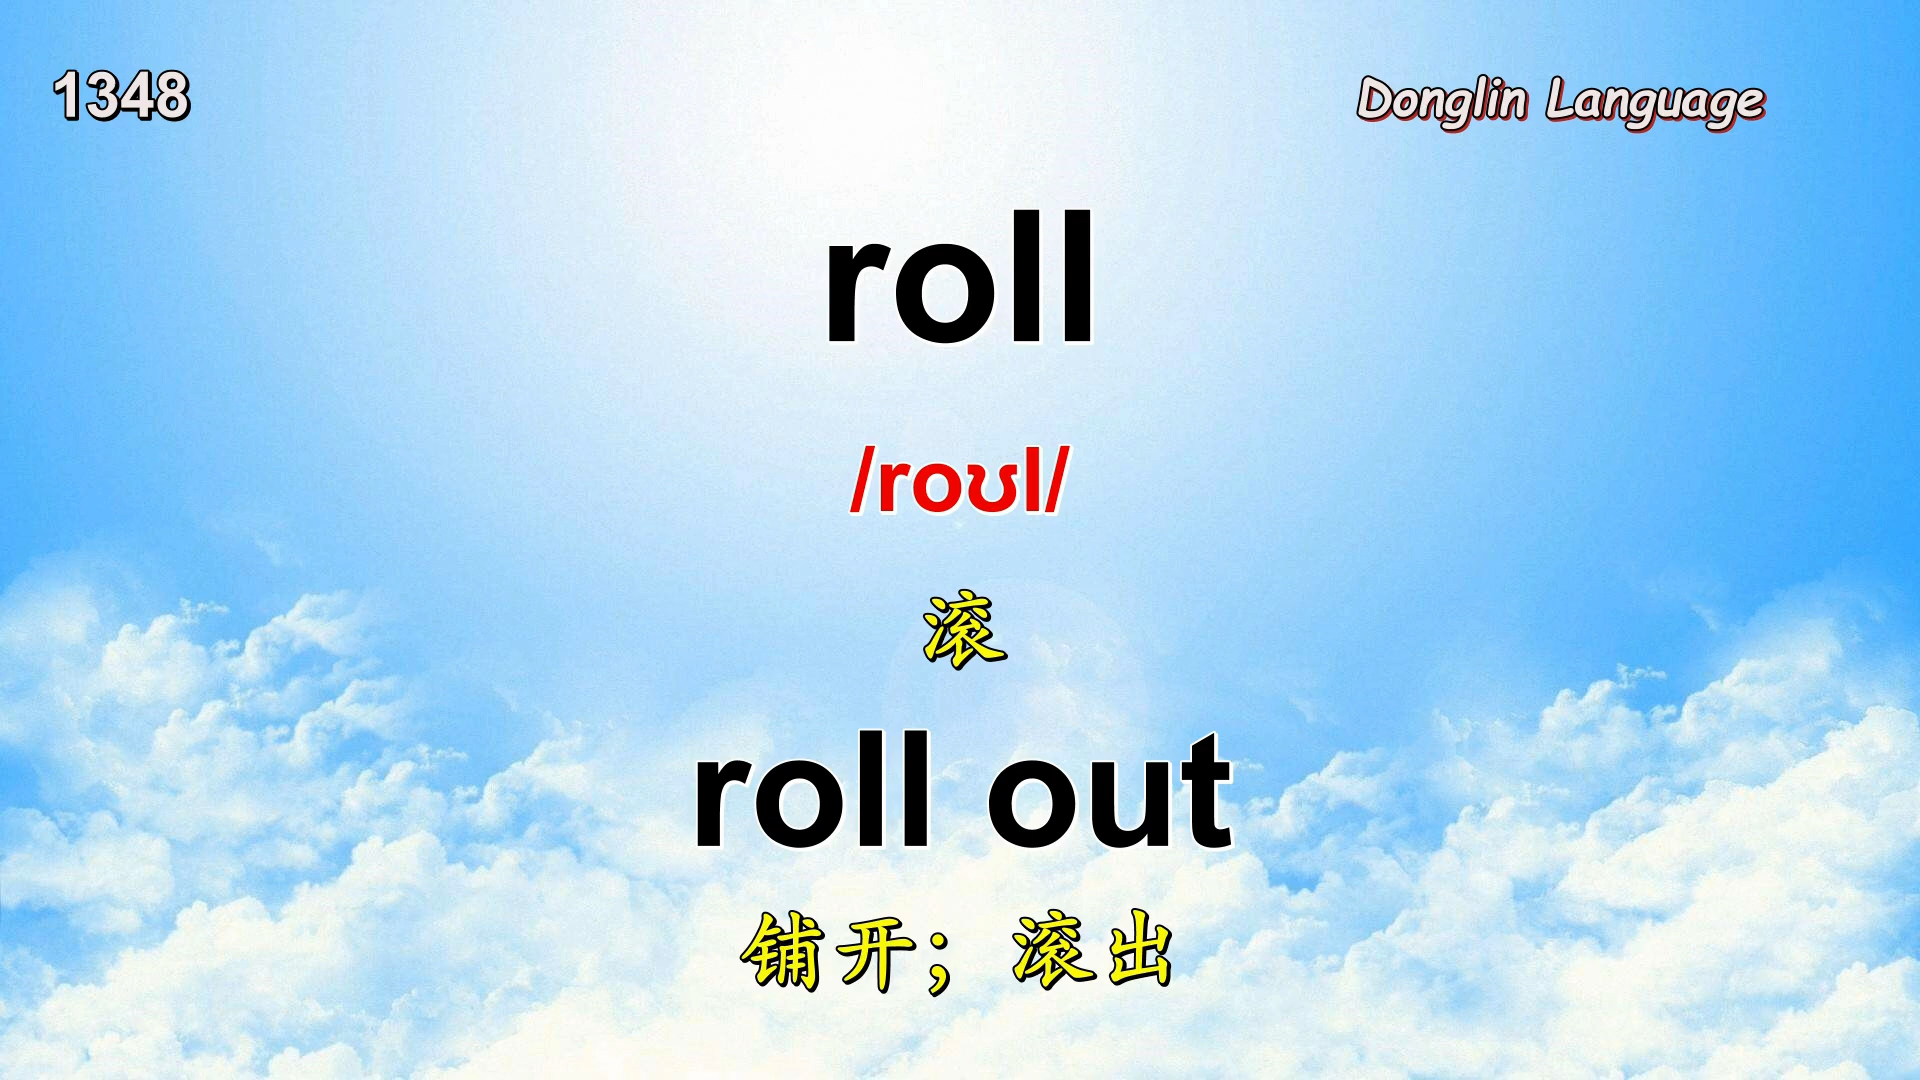 1348
Donglin Language
roll
/roʊl/
滚
roll out
铺开；滚出